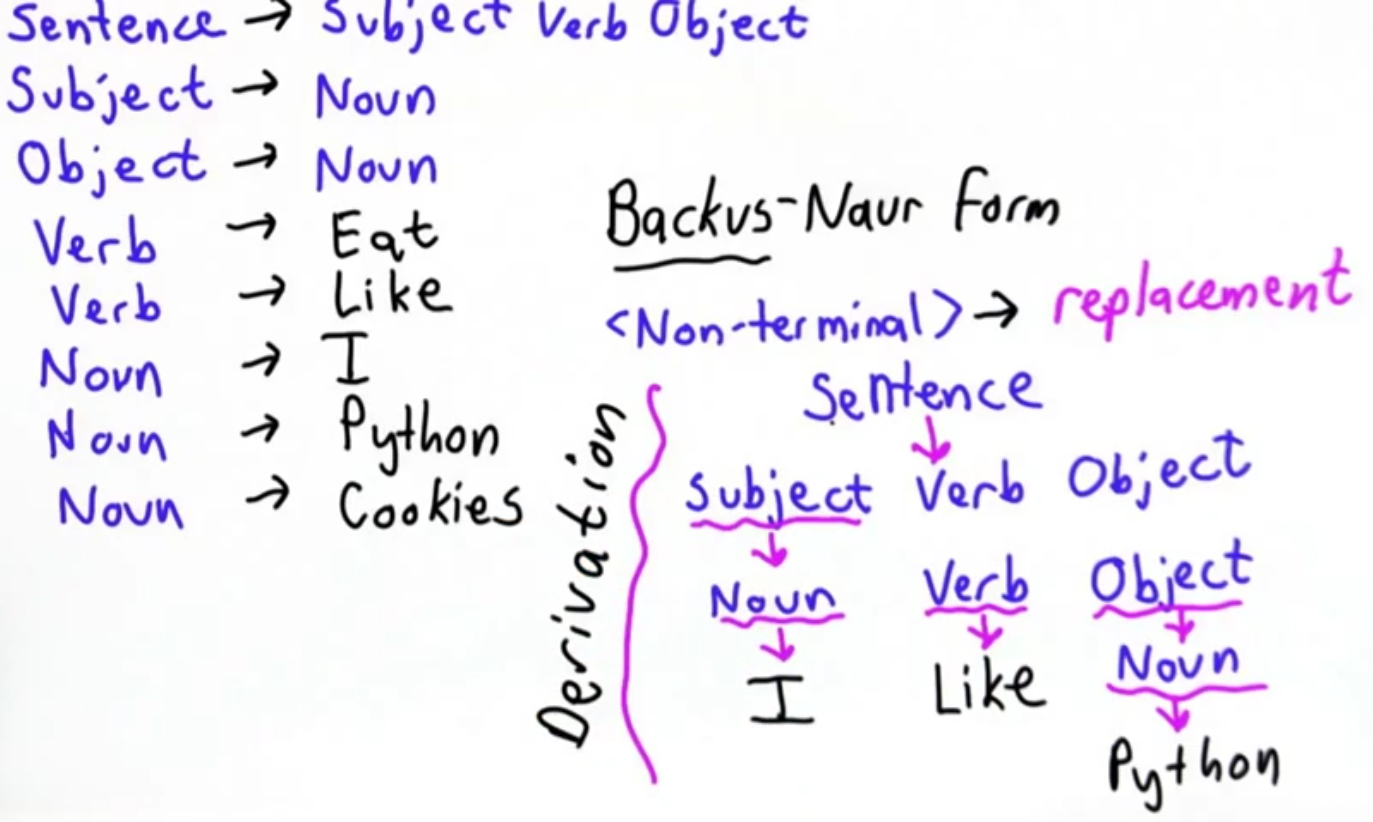 Sentence → Subject Verb Object
Subject → Noun
Object → Noun
Verb → Eat
Verb → Like
Noun → I
Noun → Python
Noun → Cookies
Backus-Naur Form
<Non-terminal> → replacement
Derivation
Sentence
Subject Verb Object
Noun Verb Object
I Like Noun
Python